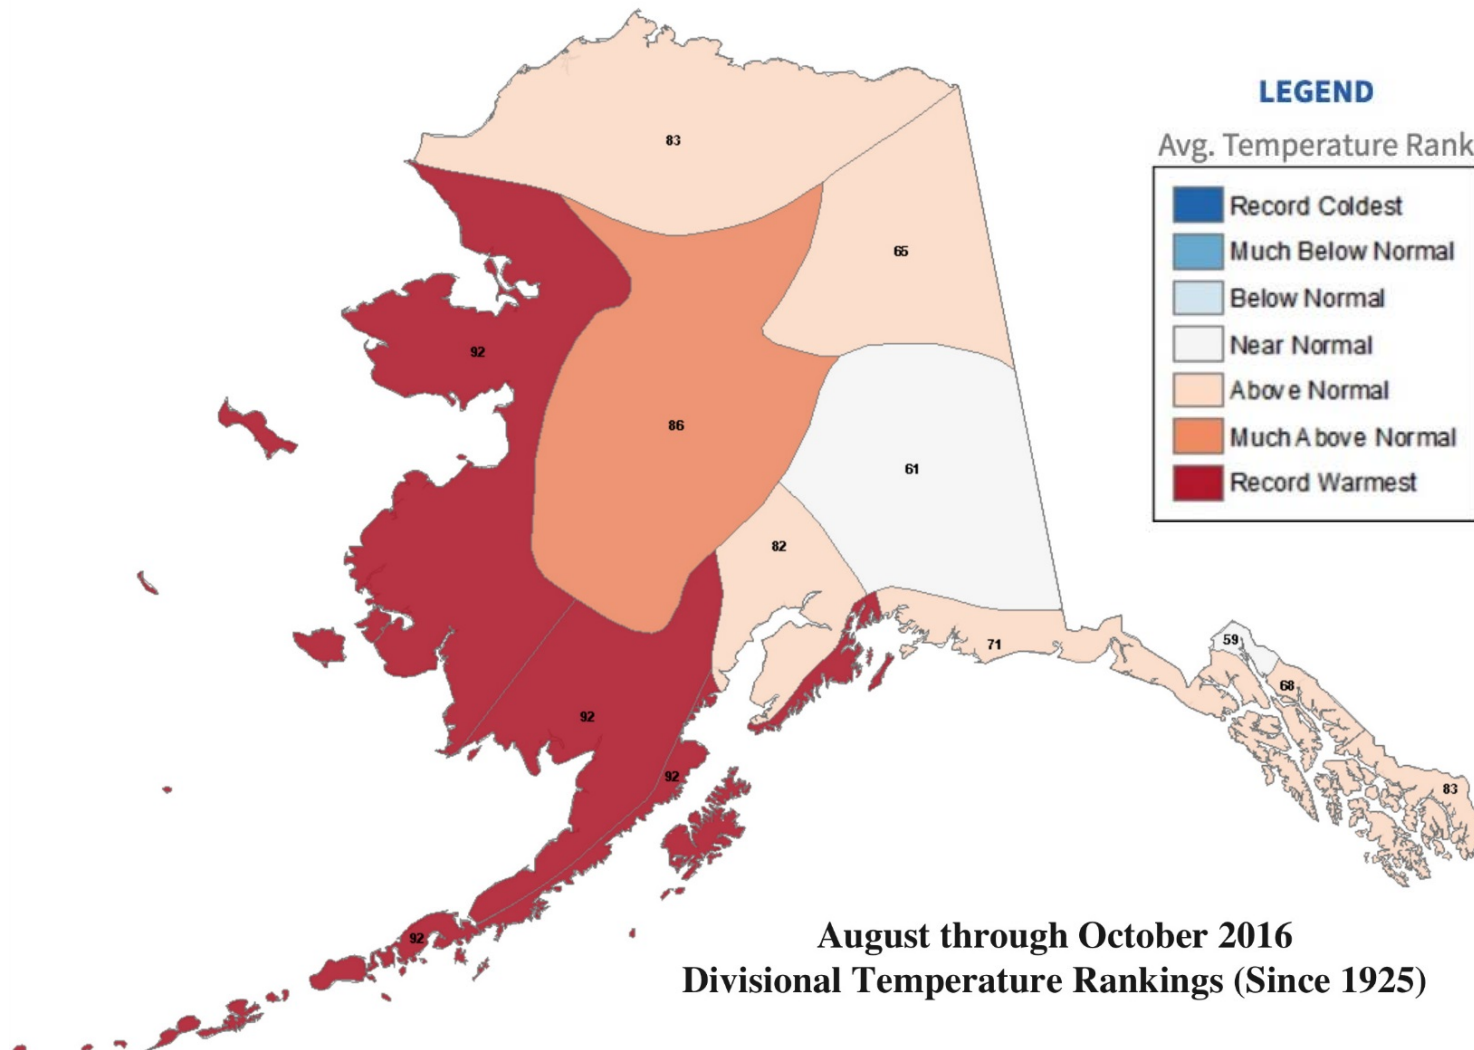 LEGEND
Avg. Temperature Rank
Record Coldest
Much Below Normal
Below Normal
Near Normal
Above Normal
Much Above Normal
Record Warmest
83
65
92
86
61
82
71
59
68
92
92
83
92
August through October 2016
Divisional Temperature Rankings (Since 1925)